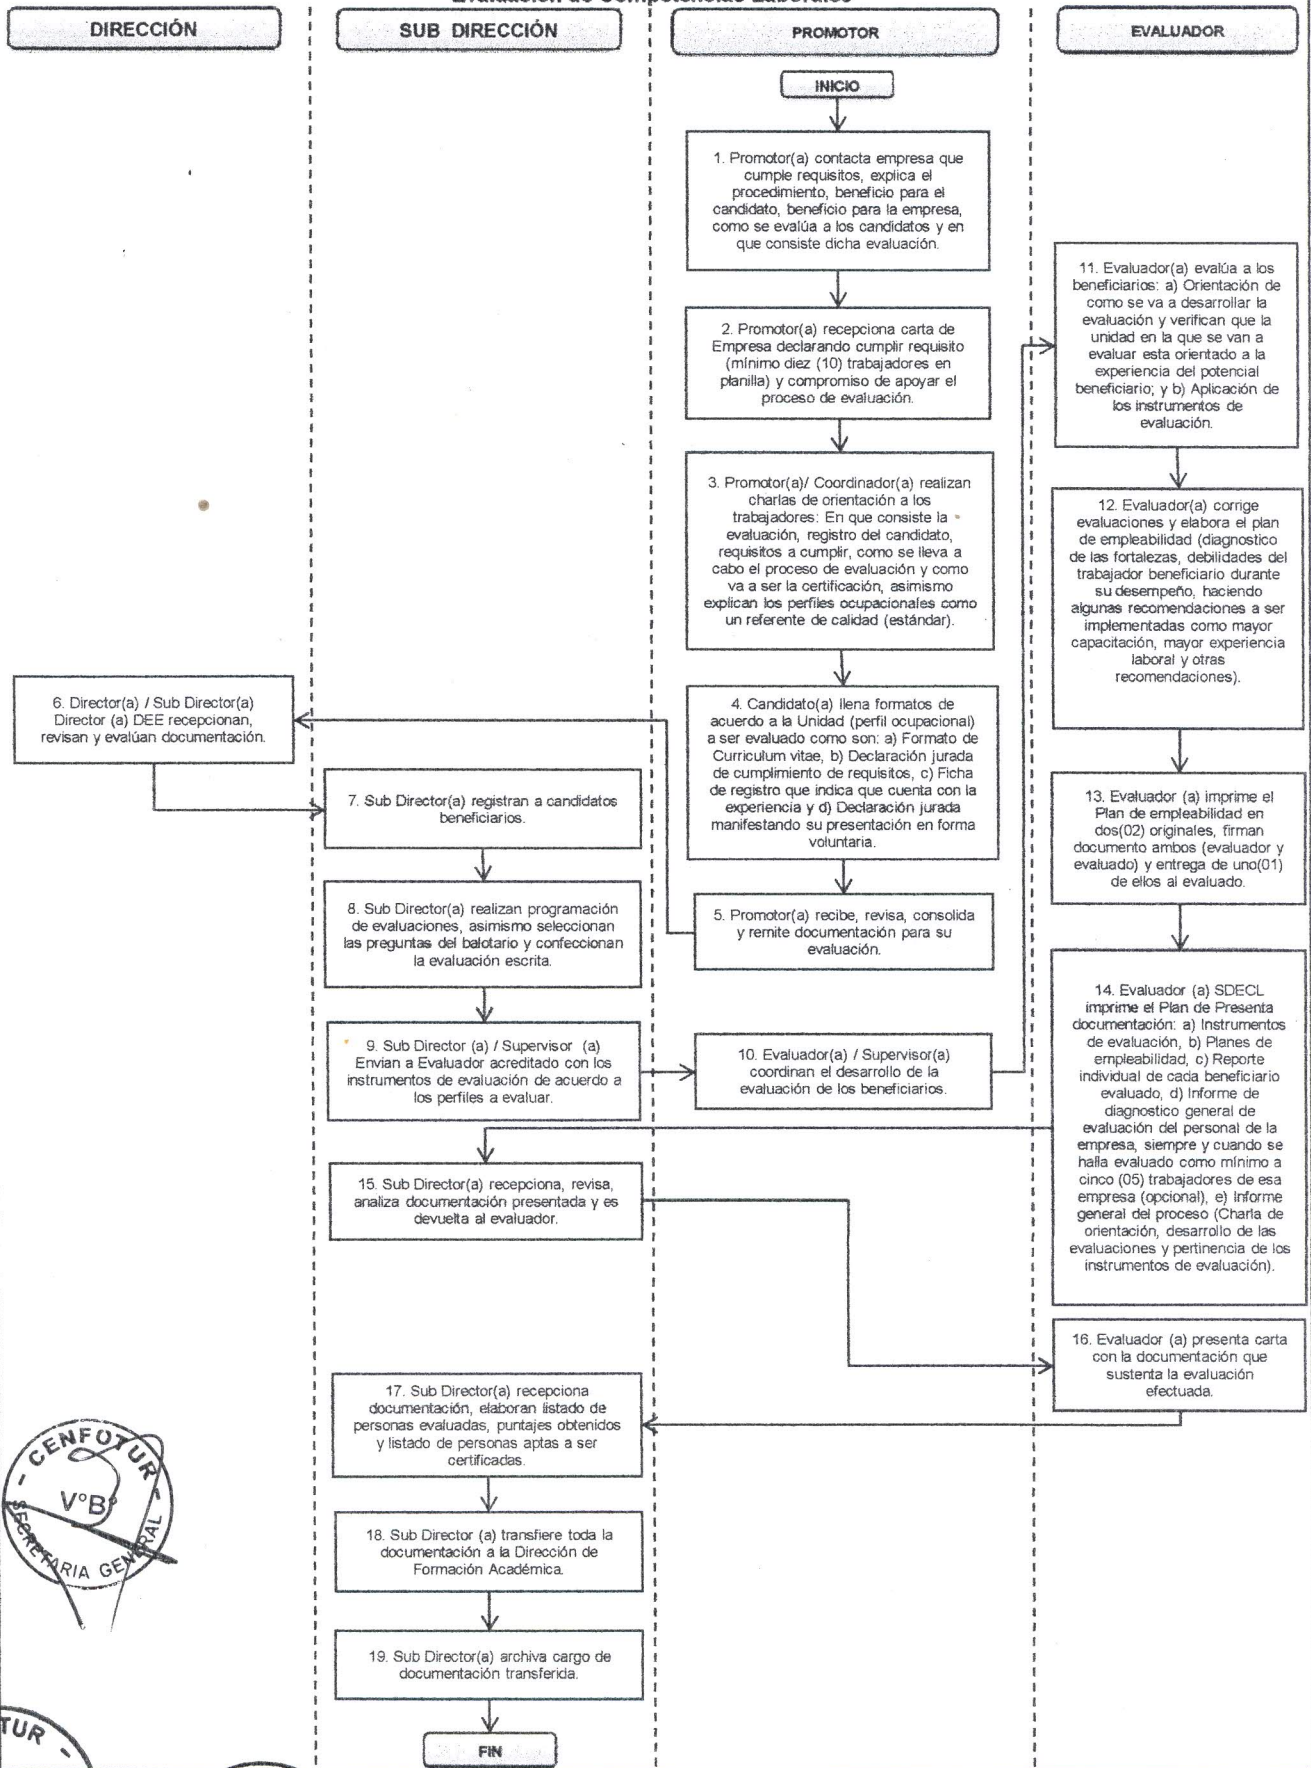 Evaluación de Competencias Laborales
DIRECCIÓN
SUB DIRECCIÓN
PROMOTOR
EVALUADOR
INICIO
1. Promotor(a) contacta empresa que
cumple requisitos, explica el
procedimiento, beneficio para el
candidato, beneficio para la empresa,
como se evalúa a los candidatos y en
que consiste dicha evaluación.
2. Promotor(a) recepciona carta de
Empresa declarando cumplir requisito
(mínimo diez (10) trabajadores en
planilla) y compromiso de apoyar el
proceso de evaluación.
3. Promotor(a)/ Coordinador(a) realizan
charlas de orientación a los
trabajadores: En que consiste la
evaluación, registro del candidato,
requisitos a cumplir, como se lleva a
cabo el proceso de evaluación y como
va a ser la certificación, asimismo
explican los perfiles ocupacionales como
un referente de calidad (estándar).
4. Candidato(a) llena formatos de
acuerdo a la Unidad (perfil ocupacional)
a ser evaluado como son: a) Formato de
Curriculum vitae, b) Declaración jurada
de cumplimiento de requisitos, c) Ficha
de registro que indica que cuenta con la
experiencia y d) Declaración jurada
manifestando su presentación en forma
voluntaria.
5. Promotor(a) recibe, revisa, consolida
y remite documentación para su
evaluación.
6. Director(a) / Sub Director(a)
Director (a) DEE recepcionan,
revisan y evalúan documentación.
7. Sub Director(a) registran a candidatos
beneficiarios.
8. Sub Director(a) realizan programación
de evaluaciones, asimismo seleccionan
las preguntas del balotario y confeccionan
la evaluación escrita.
9. Sub Director (a) / Supervisor (a)
Envian a Evaluador acreditado con los
instrumentos de evaluación de acuerdo a
los perfiles a evaluar.
10. Evaluador(a) / Supervisor(a)
coordinan el desarrollo de la
evaluación de los beneficiarios.
11. Evaluador(a) evalúa a los
beneficiarios: a) Orientación de
como se va a desarrollar la
evaluación y verifican que la
unidad en la que se van a
evaluar esta orientado a la
experiencia del potencial
beneficiario; y b) Aplicación de
los instrumentos de
evaluación.
12. Evaluador(a) corrige
evaluaciones y elabora el plan
de empleabilidad (diagnostico
de las fortalezas, debilidades del
trabajador beneficiario durante
su desempeño, haciendo
algunas recomendaciones a ser
implementadas como mayor
capacitación, mayor experiencia
laboral y otras
recomendaciones).
13. Evaluador (a) imprime el
Plan de empleabilidad en
dos(02) originales, firman
documento ambos (evaluador y
evaluado) y entrega de uno(01)
de ellos al evaluado.
14. Evaluador (a) SDECL
imprime el Plan de Presenta
documentación: a) Instrumentos
de evaluación, b) Planes de
empleabilidad, c) Reporte
individual de cada beneficiario
evaluado, d) Informe de
diagnostico general de
evaluación del personal de la
empresa, siempre y cuando se
halla evaluado como mínimo a
cinco (05) trabajadores de esa
empresa (opcional), e) Informe
general del proceso (Charla de
orientación, desarrollo de las
evaluaciones y pertinencia de los
instrumentos de evaluación).
15. Sub Director(a) recepciona, revisa,
analiza documentación presentada y es
devuelta al evaluador.
16. Evaluador (a) presenta carta
con la documentación que
sustenta la evaluación
efectuada.
17. Sub Director(a) recepciona
documentación, elaboran listado de
personas evaluadas, puntajes obtenidos
y listado de personas aptas a ser
certificadas.
18. Sub Director (a) transfiere toda la
documentación a la Dirección de
Formación Académica.
19. Sub Director(a) archiva cargo de
documentación transferida.
FIN
- CENFOTUR -
V°B°
SECRETARIA GENERAL
TUR -